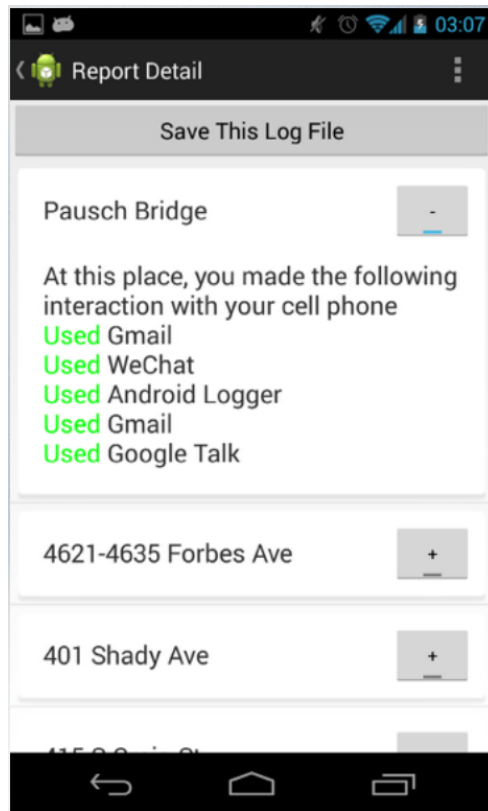 03:07
Report Detail
Save This Log File
Pausch Bridge
-
At this place, you made the following
interaction with your cell phone
Used Gmail
Used WeChat
Used Android Logger
Used Gmail
Used Google Talk
4621-4635 Forbes Ave
+
401 Shady Ave
+